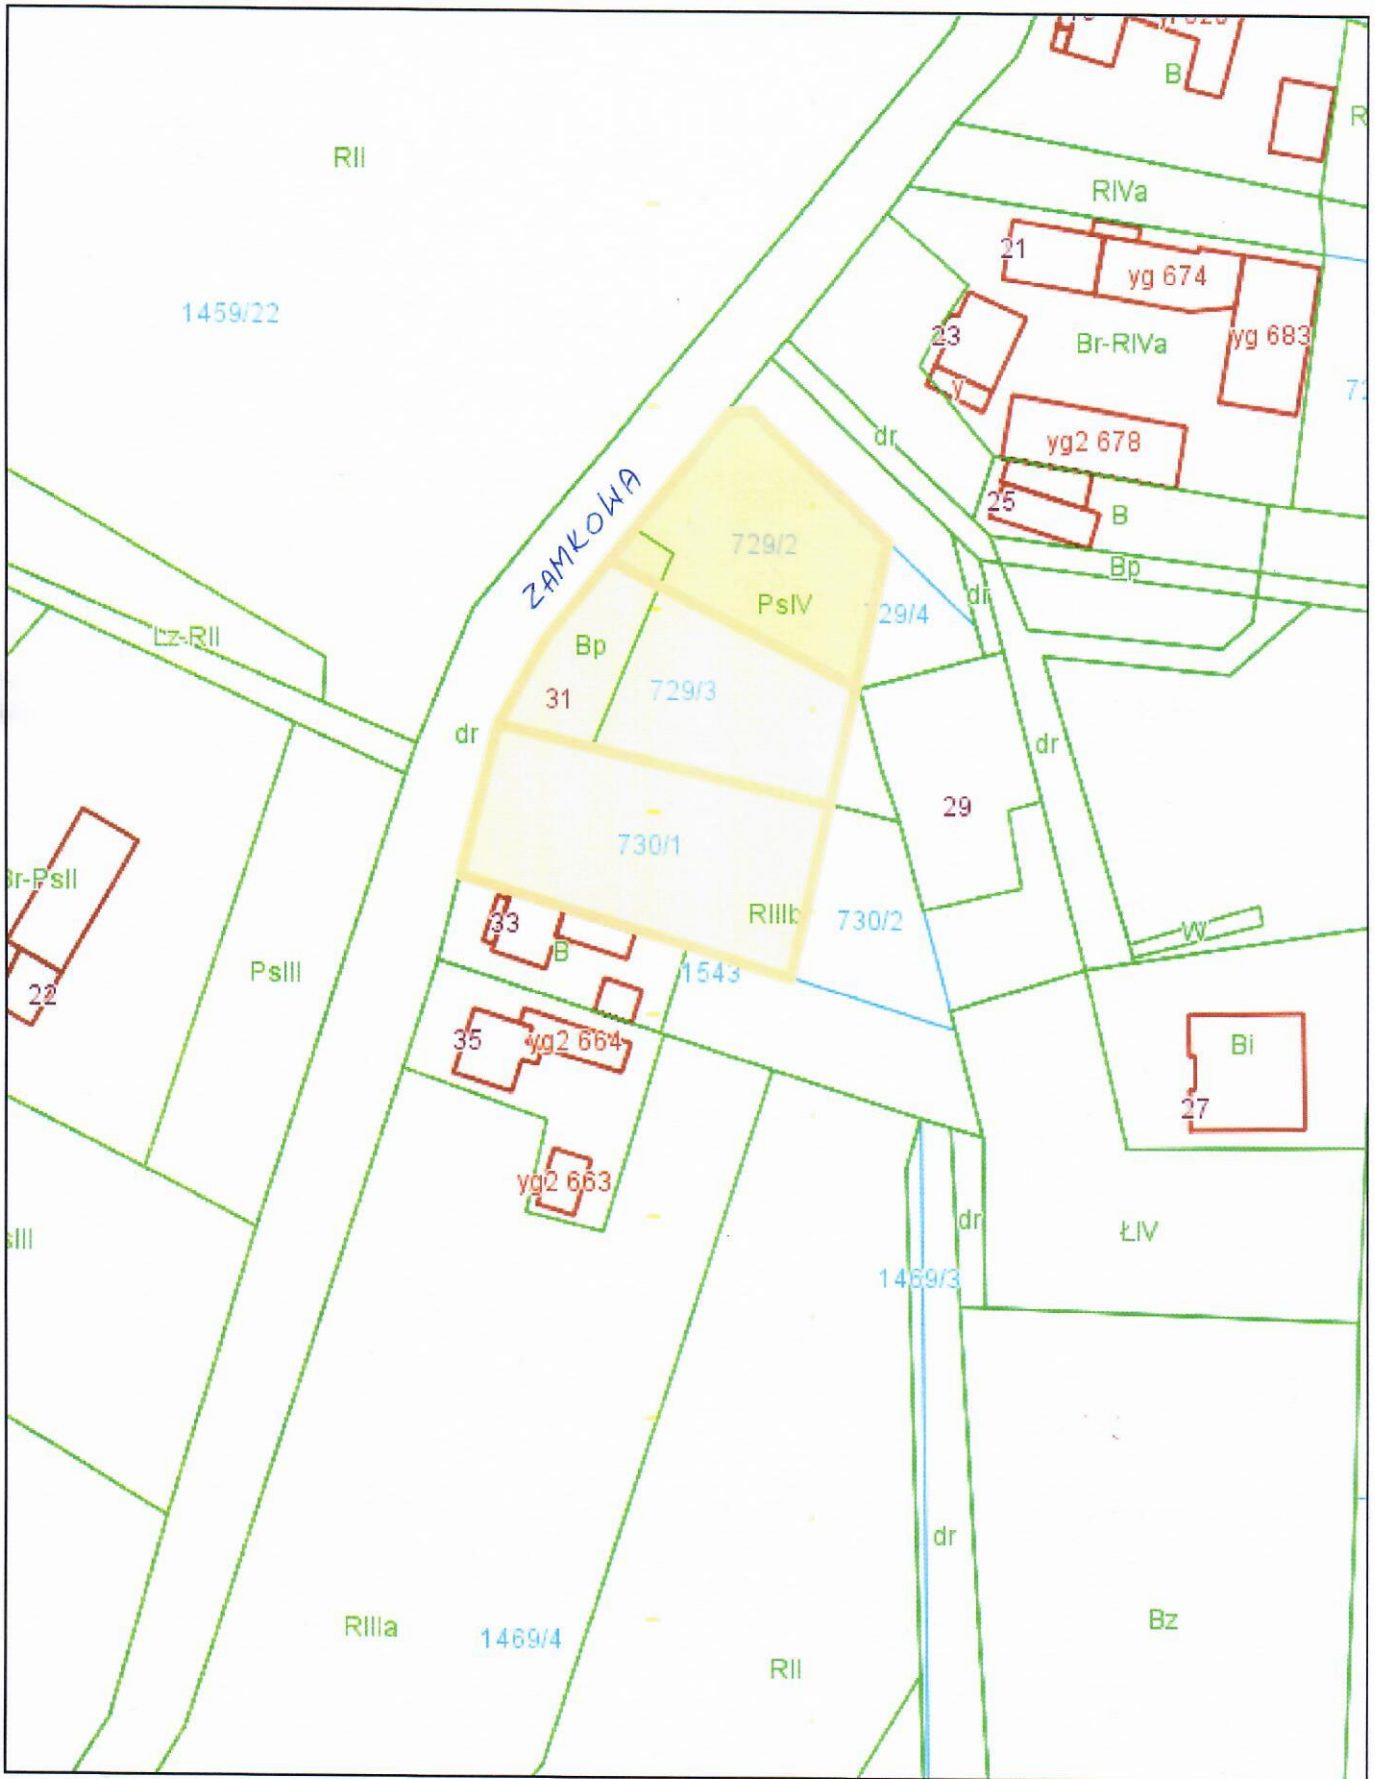 B
RII
R
RIVa
21
yg 674
1459/22
23
Br-RIVa
yg 683
y
dr
yg2 678
ZAMKOWA
25
B
729/2
Bp
PsIV
29/4
dr
Lz-RII
Bp
31
729/3
dr
dr
29
730/1
Br-PsII
RIIIb
730/2
33
B
PsIII
1543
22
35
yg2 664
Bi
27
yg2 663
sIII
dr
ŁIV
1469/3
dr
RIIIa
1469/4
Bz
RII